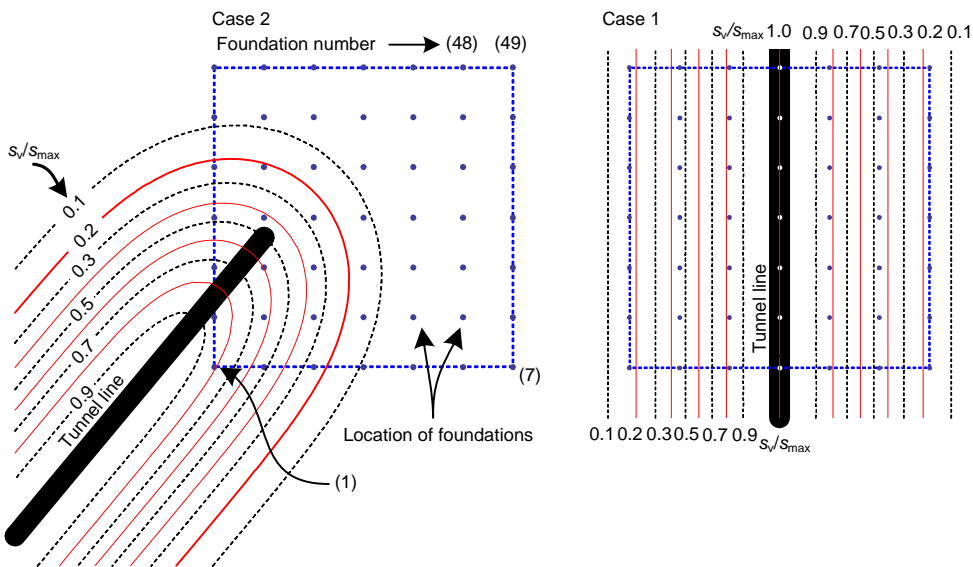 Case 2
Foundation number (48) (49)
sv/smax
0.1
0.2
0.3
0.5
0.7
0.9
Tunnel line
(7)
Location of foundations
(1)
Case 1
sv/smax 1.0 0.9 0.7 0.5 0.3 0.2 0.1
Tunnel line
0.1 0.2 0.3 0.5 0.7 0.9 sv/smax